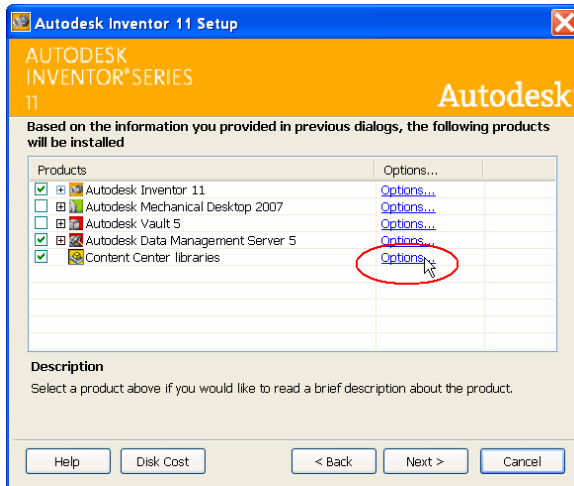 Autodesk Inventor 11 Setup
AUTODESK
INVENTOR®SERIES
11
Autodesk
Based on the information you provided in previous dialogs, the following products
will be installed
Products Options...
Autodesk Inventor 11 Options...
Autodesk Mechanical Desktop 2007 Options...
Autodesk Vault 5 Options...
Autodesk Data Management Server 5 Options...
Content Center libraries Options...
Description
Select a product above if you would like to read a brief description about the product.
Help Disk Cost < Back Next > Cancel